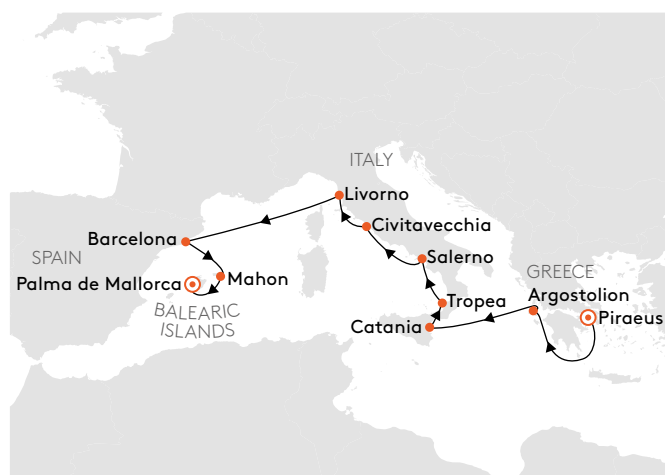 ITALY
Livorno
Civitavecchia
Barcelona
SPAIN
Salerno
Palma de Mallorca
Mahon
GREECE
BALEARIC
ISLANDS
Tropea
Argostolion
Catania
Piraeus